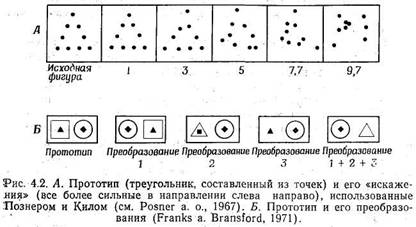 А
Исходная фигура 1 3 5 7,7 9,7
Б
Прототип Преобразование Преобразование Преобразование Преобразование
1 2 3 1+2+3
Рис. 4.2. А. Прототип (треугольник, составленный из точек) и его «искаже-
ния» (все более сильные в направлении слева направо), использованные
Познером и Килом (см. Posner a. o., 1967). Б. Прототип и его преобра-
зования (Franks a. Bransford, 1971).